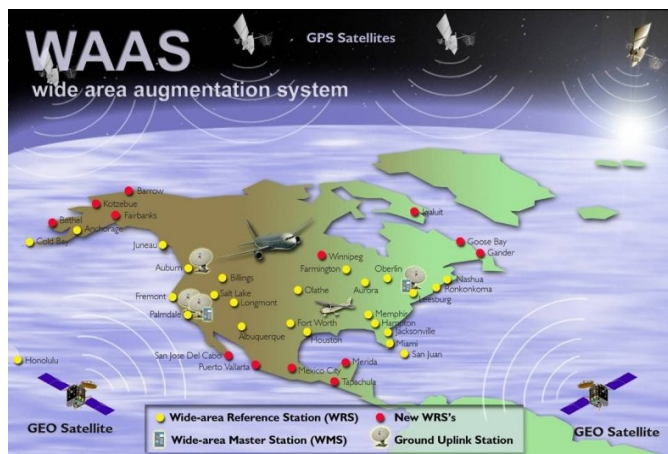 WAAS
wide area augmentation system
GPS Satellites
Barrow
Kotzebue
Fairbanks
Bethel
Anchorage
Cold Bay
Juneau
Iqaluit
Goose Bay
Gander
Winnipeg
Auburn
Billings
Farmington
Oberlin
Nashua
Ronkonkoma
Leesburg
Fremont
Salt Lake
Longmont
Olathe
Aurora
Palmdale
Albuquerque
Fort Worth
Houston
Memphis
Hampton
Jacksonville
Miami
San Juan
Honolulu
San Jose Del Cabo
Puerto Vallarta
Mexico City
Merida
Tapachula
GEO Satellite
GEO Satellite
Wide-area Reference Station (WRS)
New WRS's
Wide-area Master Station (WMS)
Ground Uplink Station